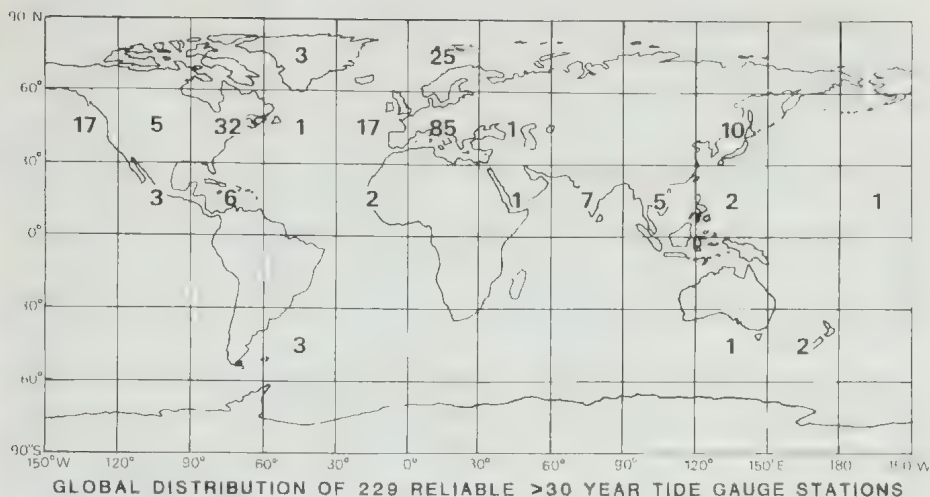 90 N
3 25
60°
17 5 32 1 17 85 1 10
30°
3 6 2 1 7 5 2 1
0°
30°
3 1 2
60°
90°S
150°W 120° 90° 60° 30° 0° 30° 60° 90° 120° 150°E 180 150 W
GLOBAL DISTRIBUTION OF 229 RELIABLE >30 YEAR TIDE GAUGE STATIONS